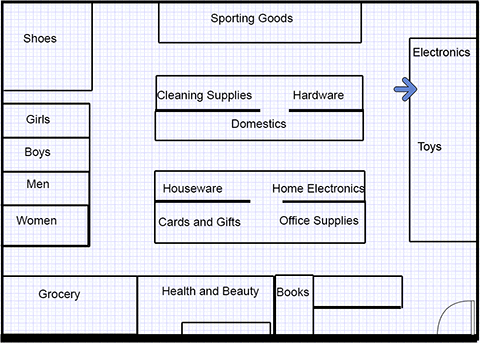 Sporting Goods
Shoes
Electronics
Cleaning Supplies
Hardware
Girls
Domestics
Boys
Toys
Men
Houseware
Home Electronics
Women
Cards and Gifts
Office Supplies
Grocery
Health and Beauty
Books